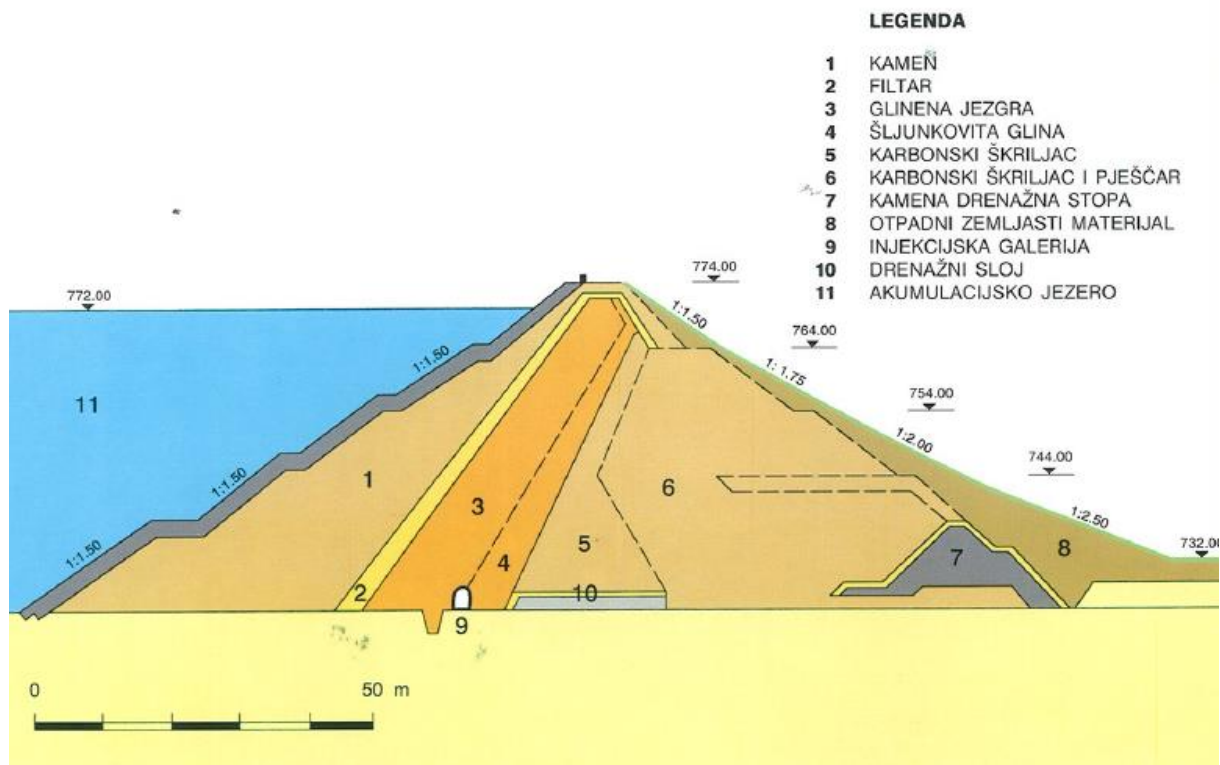 LEGENDA
1 KAMEN
2 FILTAR
3 GLINENA JEZGRA
4 ŠLJUNKOVITA GLINA
5 KARBONSKI ŠKRILJAC
6 KARBONSKI ŠKRILJAC I PJEŠČAR
7 KAMENA DRENAŽNA STOPA
8 OTPADNI ZEMLJASTI MATERIJAL
9 INJEKCIJSKA GALERIJA
10 DRENAŽNI SLOJ
11 AKUMULACIJSKO JEZERO
774.00
772.00
1:1.50
764.00
1:1.50
1:1.75
754.00
11
1:2.00
744.00
1:1.50
1
6
3
1:2.50
5
4
7
8
732.00
1:1.50
2
10
9
0 50 m